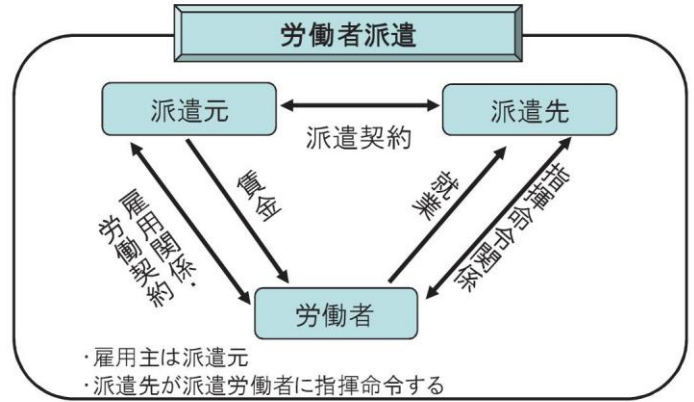 労働者派遣
派遣元
派遣先
派遣契約
賃金
就業
雇用関係・
労働契約
指揮命令関係
労働者
・雇用主は派遣元
・派遣先が派遣労働者に指揮命令する